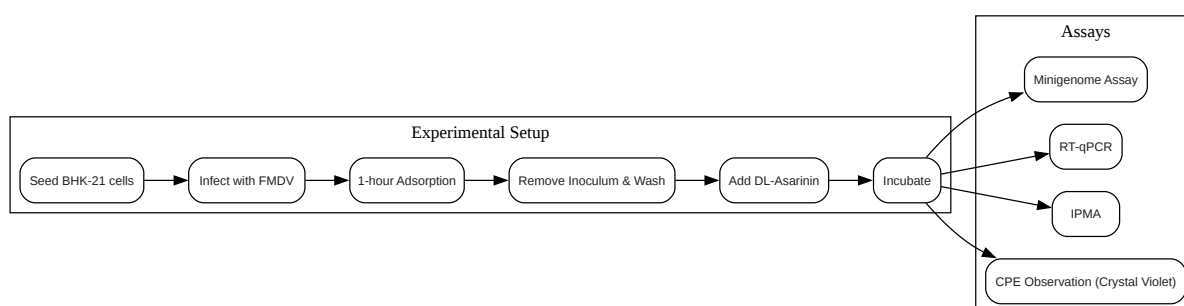 Assays
Minigenome Assay
Experimental Setup
RT-qPCR
Seed BHK-21 cells
Infect with FMDV
1-hour Adsorption
Remove Inoculum & Wash
Add DL-Asarinin
Incubate
IPMA
CPE Observation (Crystal Violet)